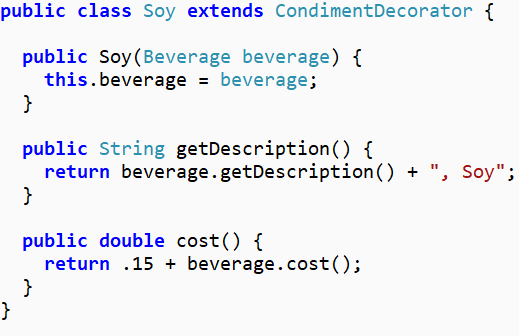 public class Soy extends CondimentDecorator {
public Soy(Beverage beverage) {
this.beverage = beverage;
}
public String getDescription() {
return beverage.getDescription() + ", Soy";
}
public double cost() {
return .15 + beverage.cost();
}
}